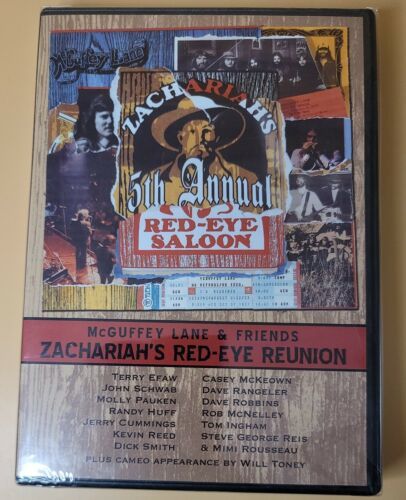 McGuffey Lane
ZACHARIAH'S
5th Annual
RED-EYE
SALOON
McGuffey Lane & Friends
Zachariah's Red-Eye Reunion
Terry Efaw
John Schwab
Molly Pauken
Randy Huff
Jerry Cummings
Kevin Reed
Dick Smith
Casey McKeown
Dave Rangeler
Dave Robbins
Rob McNelley
Tom Ingham
Steve George Reis
& Mimi Rousseau
plus cameo appearance by Will Toney